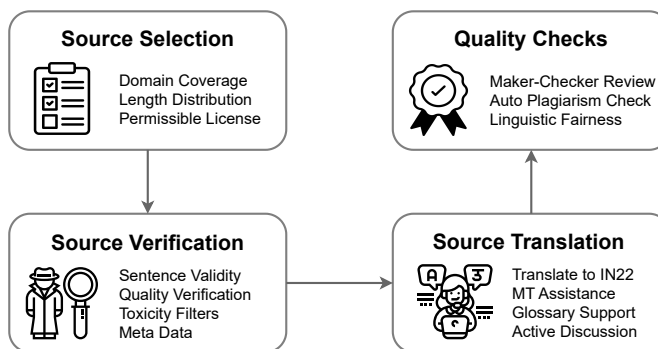 Source Selection
Domain Coverage
Length Distribution
Permissible License
Quality Checks
Maker-Checker Review
Auto Plagiarism Check
Linguistic Fairness
Source Verification
Sentence Validity
Quality Verification
Toxicity Filters
Meta Data
Source Translation
A
Translate to IN22
MT Assistance
Glossary Support
Active Discussion